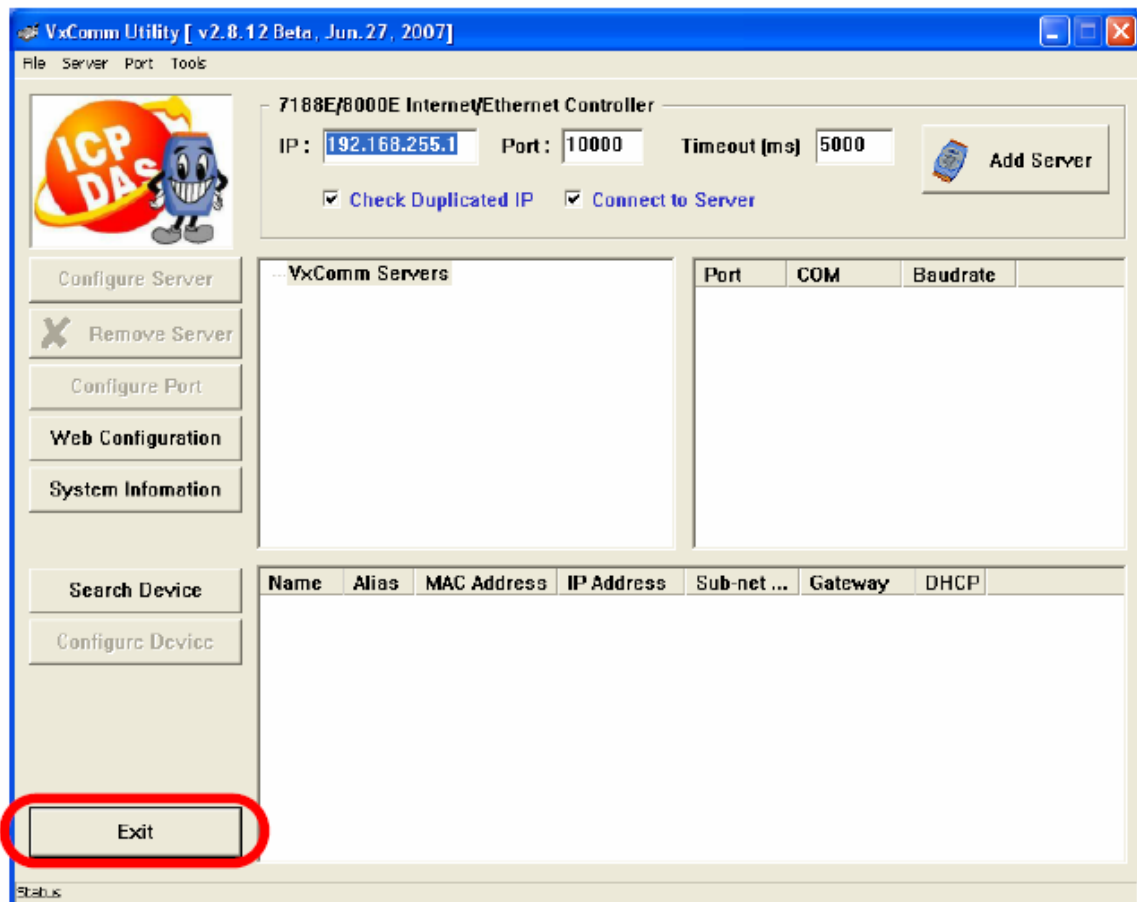 VxComm Utility [ v2.8.12 Beta, Jun.27, 2007]
File Server Port Tools
ICP
DAS
7188E/8000E Internet/Ethernet Controller
IP : 192.168.255.1 Port : 10000 Timeout (ms) 5000 Add Server
Check Duplicated IP Connect to Server
Configure Server
Remove Server
Configure Port
Web Configuration
System Infomation
VxComm Servers
Port COM Baudrate
Search Device
Configure Device
Name Alias MAC Address IP Address Sub-net ... Gateway DHCP
Exit
Status